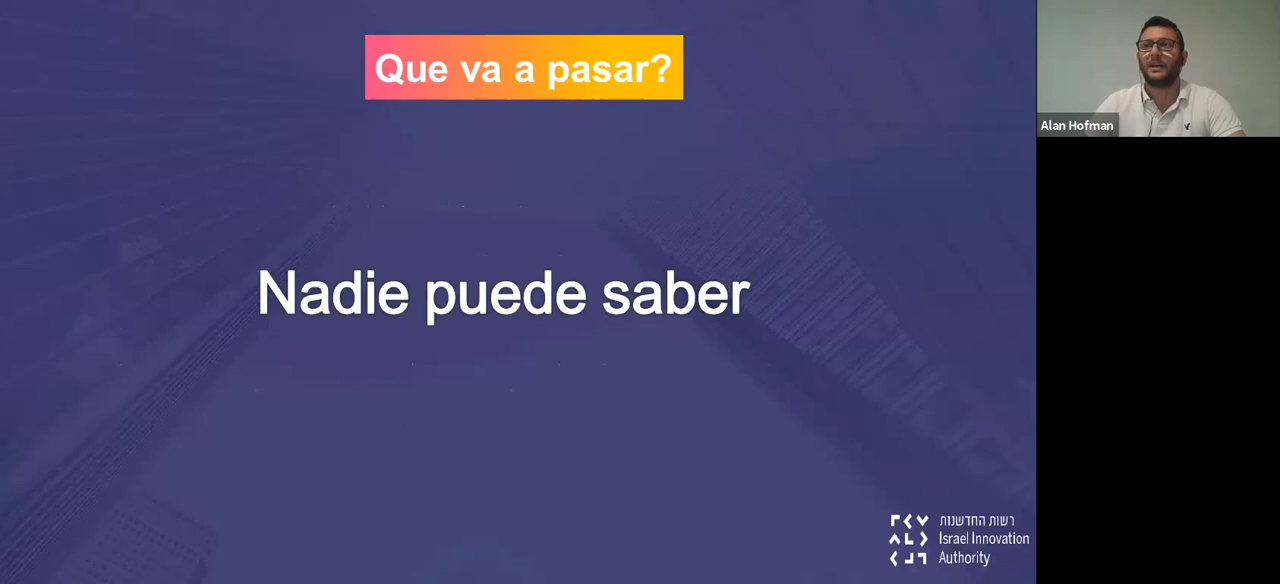 Que va a pasar?
Alan Hofman
Nadie puede saber
רשות החדשנות
Israel Innovation
Authority